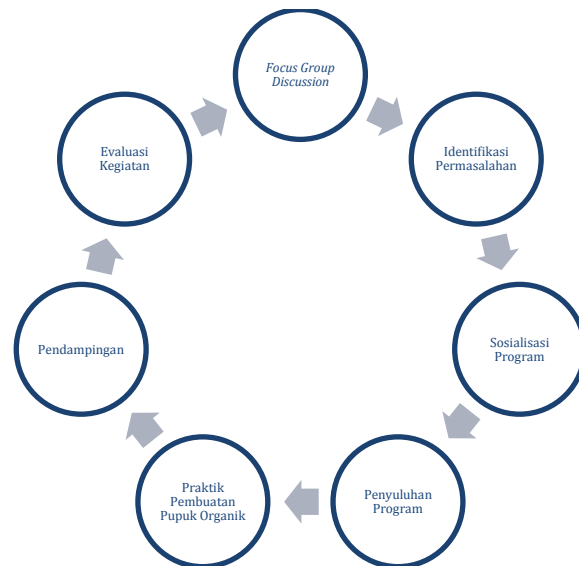 Focus Group
Discussion
Identifikasi
Permasalahan
Sosialisasi
Program
Penyuluhan
Program
Praktik
Pembuatan
Pupuk Organik
Pendampingan
Evaluasi
Kegiatan